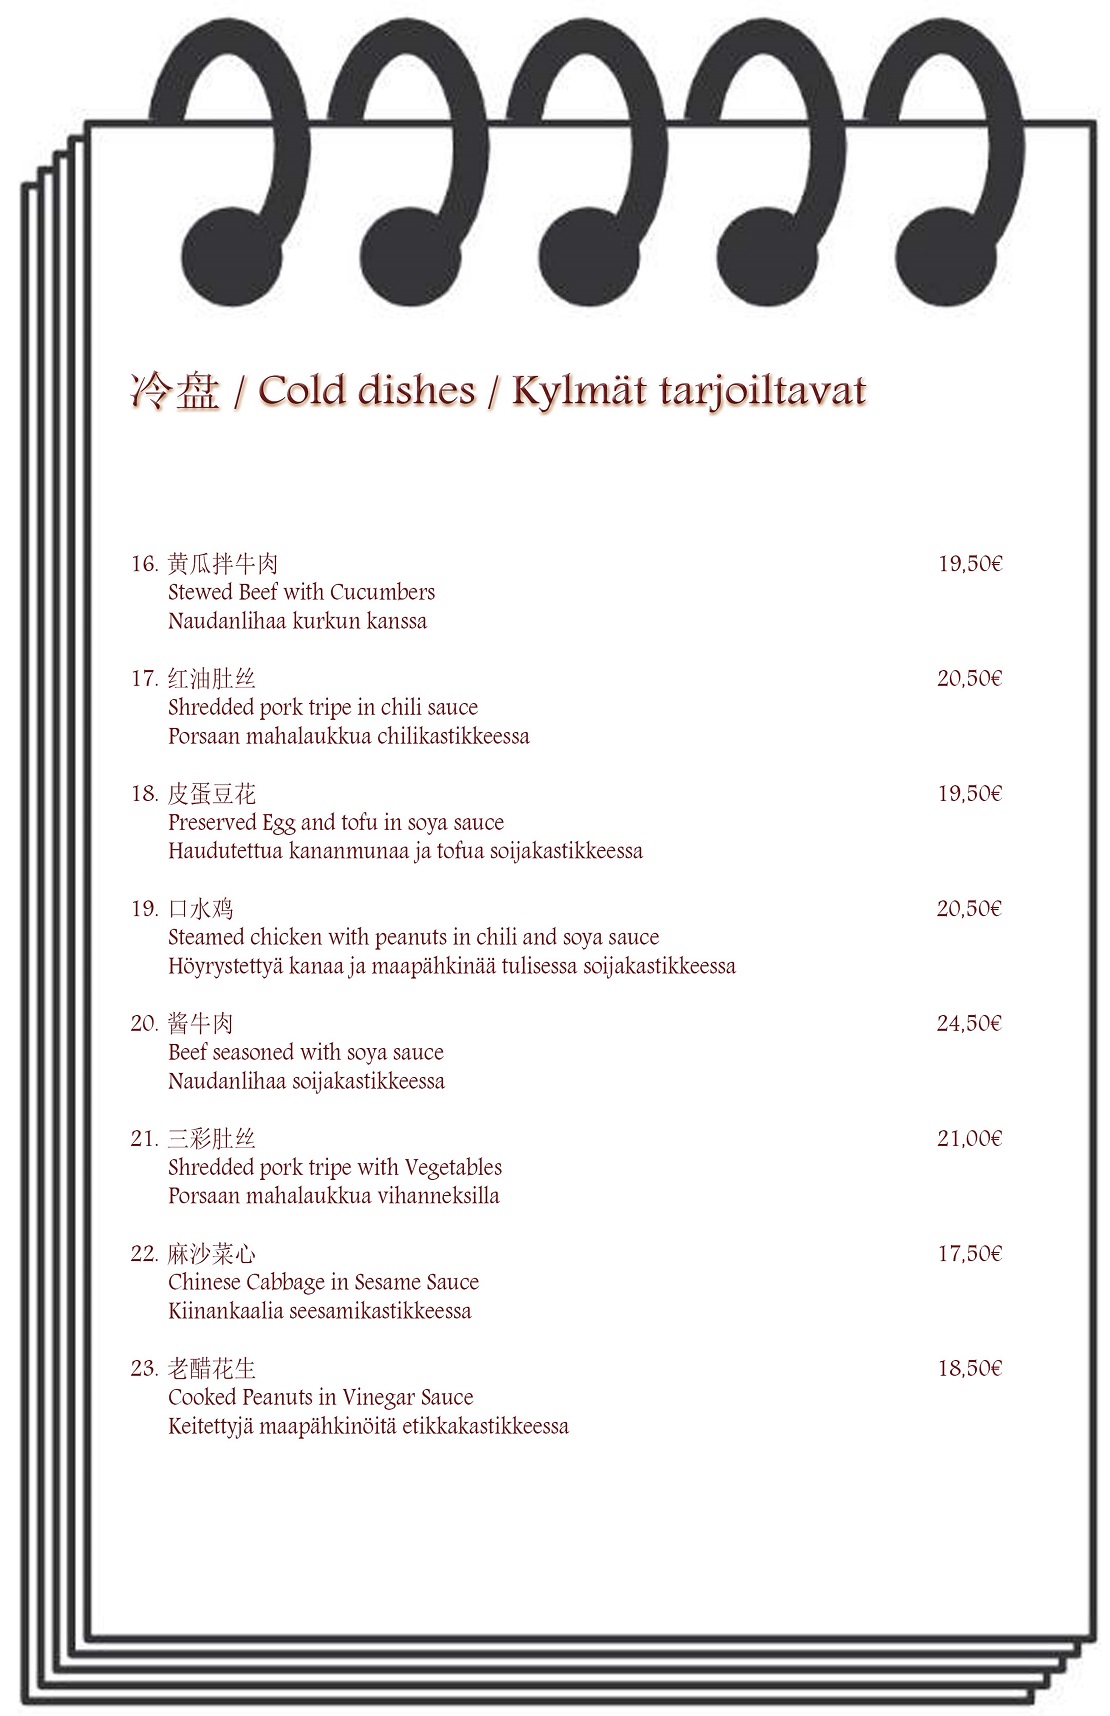 冷盘 / Cold dishes / Kylmät tarjoiltavat
16. 黄瓜拌牛肉 19,50€
Stewed Beef with Cucumbers
Naudanlihaa kurkun kanssa
17. 红油肚丝 20,50€
Shredded pork tripe in chili sauce
Porsaan mahalaukkua chilikastikkeessa
18. 皮蛋豆花 19,50€
Preserved Egg and tofu in soya sauce
Haudutettua kananmunaa ja tofua soijakastikkeessa
19. 口水鸡 20,50€
Steamed chicken with peanuts in chili and soya sauce
Höyrystettyä kanaa ja maapähkinää tulisessa soijakastikkeessa
20. 酱牛肉 24,50€
Beef seasoned with soya sauce
Naudanlihaa soijakastikkeessa
21. 三彩肚丝 21,00€
Shredded pork tripe with Vegetables
Porsaan mahalaukkua vihanneksilla
22. 麻沙菜心 17,50€
Chinese Cabbage in Sesame Sauce
Kiinankaalia seesamikastikkeessa
23. 老醋花生 18,50€
Cooked Peanuts in Vinegar Sauce
Keitettyjä maapähkinöitä etikkakastikkeessa